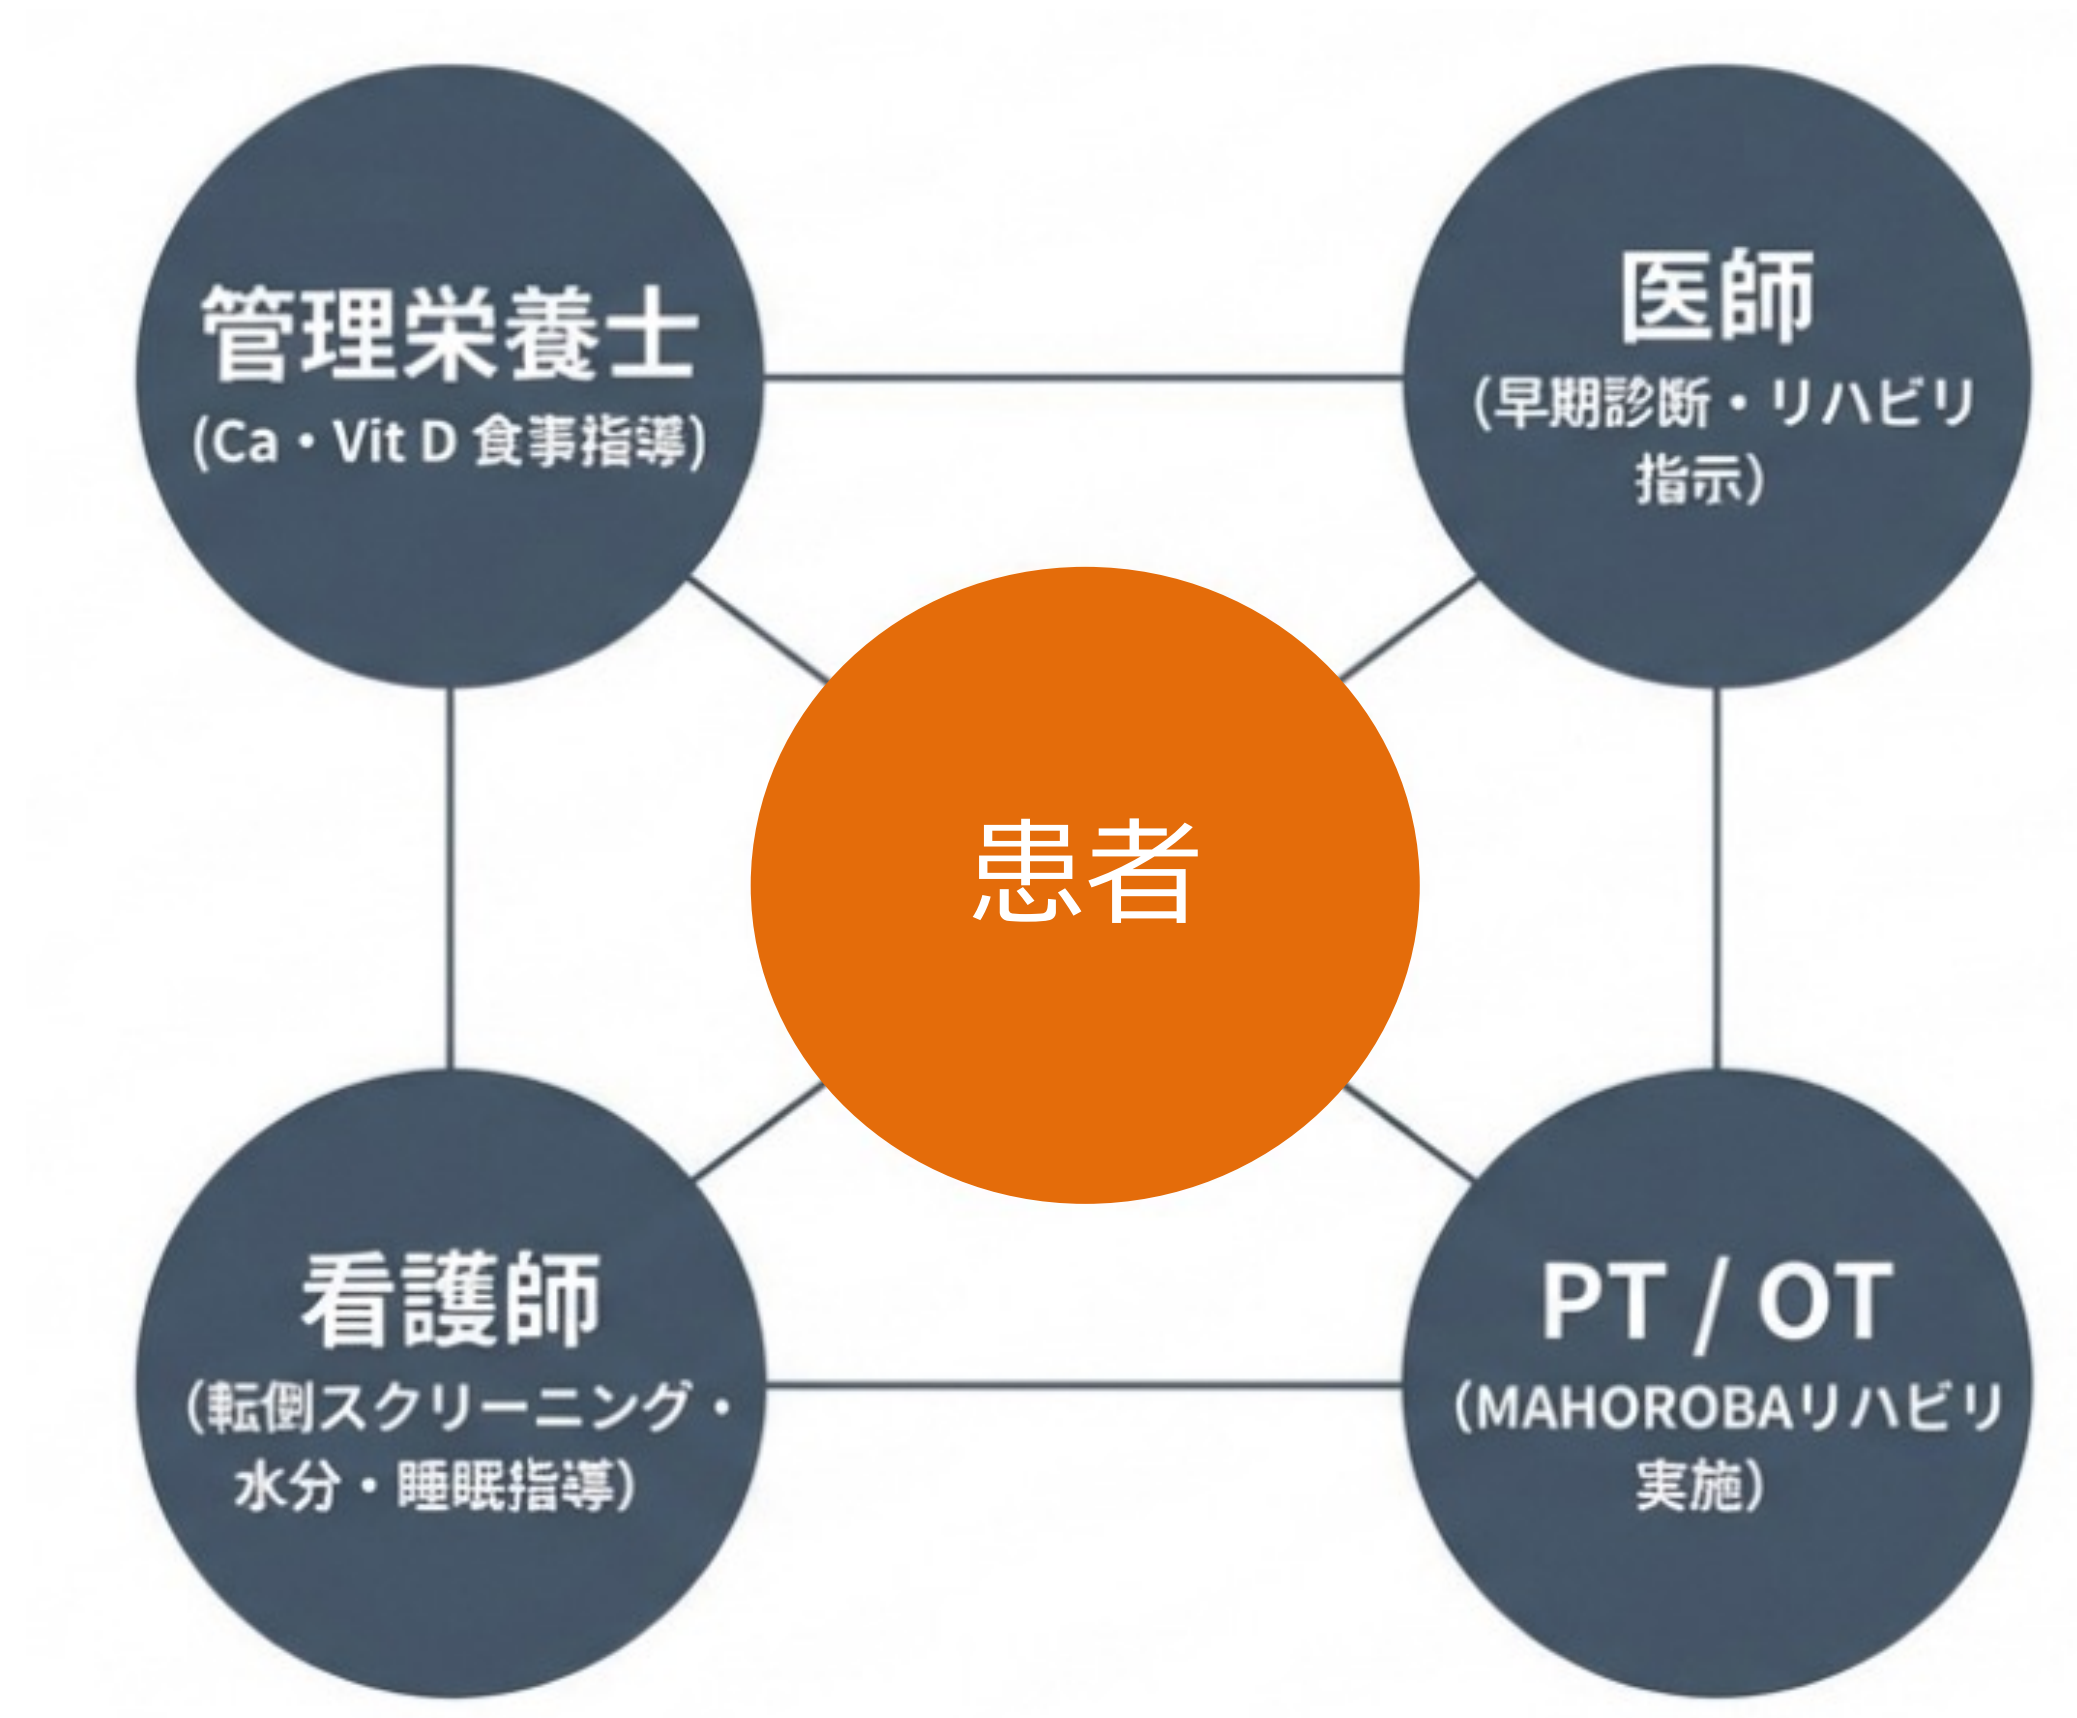 管理栄養士
(Ca・Vit D 食事指導)
医師
(早期診断・リハビリ
指示)
患者
看護師
(転倒スクリーニング・
水分・睡眠指導)
PT / OT
(MAHOROBAリハビリ
実施)